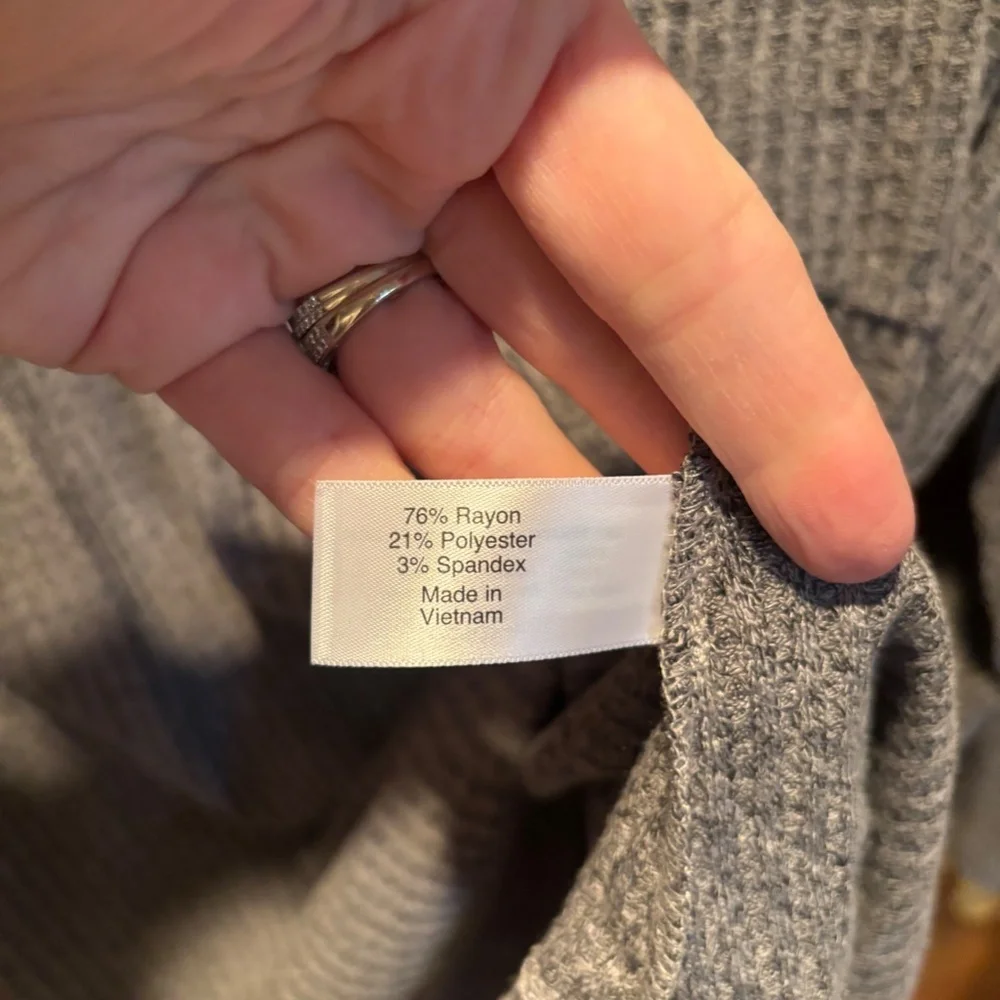 76% Rayon
21% Polyester
3% Spandex
Made in
Vietnam